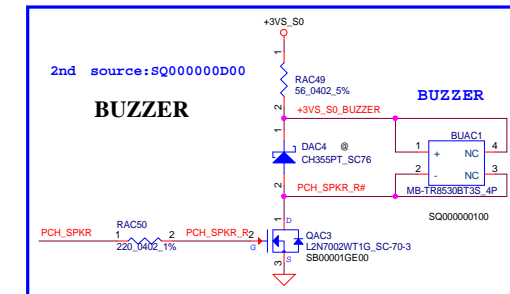 +3VS_S0
1
2nd source:SQ000000D00
RAC49
56_0402_5%
BUZZER
BUZZER
2
+3VS_S0_BUZZER
1
DAC4 @
CH355PT_SC76
2
BUAC1
1 + NC 4
2 - NC 3
MB-TR8530BT3S_4P
PCH_SPKR_R#
SQ000000100
1 D
RAC50
PCH_SPKR 1 2 PCH_SPKR_R 2
G
220_0402_1%
QAC3
L2N7002WT1G_SC-70-3
SB00001GE00
3 S